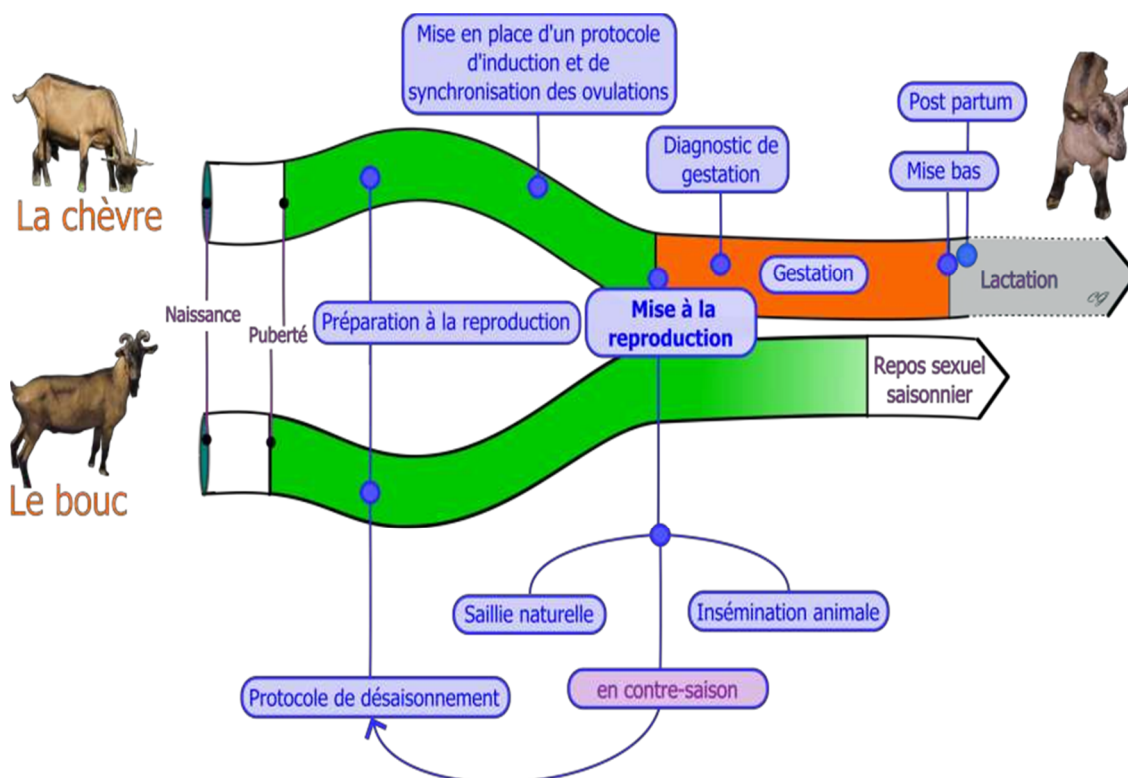 Mise en place d'un protocole
d'induction et de
synchronisation des ovulations
Post partum
Diagnostic de
gestation
Mise bas
La chèvre
Gestation
Lactation
CG
Naissance
Puberté
Préparation à la reproduction
Mise à la
reproduction
Repos sexuel
saisonnier
Le bouc
Saillie naturelle
Insémination animale
Protocole de désaisonnement
en contre-saison